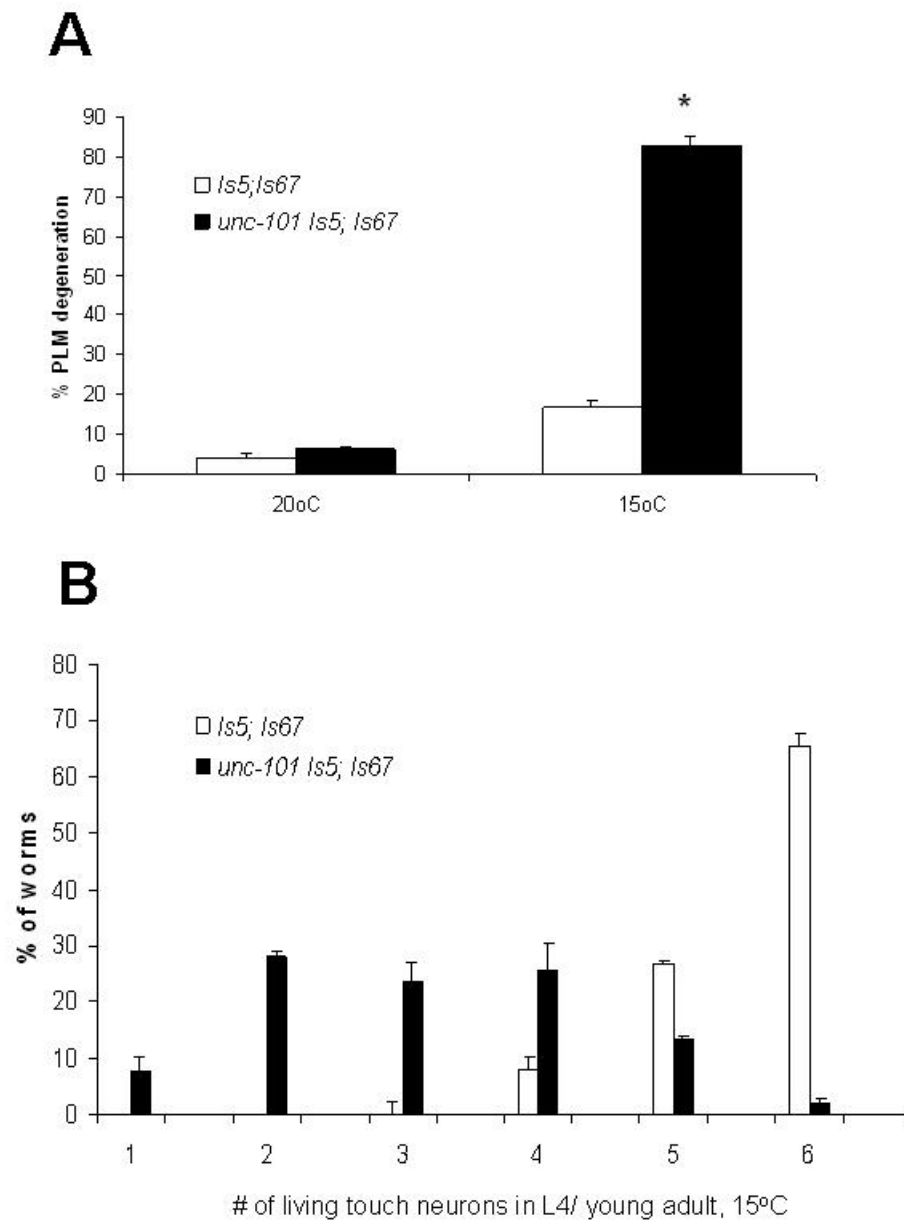 A
*
90
80
70
60
50
40
30
20
10
0
% PLM degeneration
Is5;Is67
unc-101 Is5; Is67
20oC 15oC
B
80
70
60
50
40
30
20
10
0
% of worms
Is5; Is67
unc-101 Is5; Is67
1 2 3 4 5 6
# of living touch neurons in L4/ young adult, 15ºC